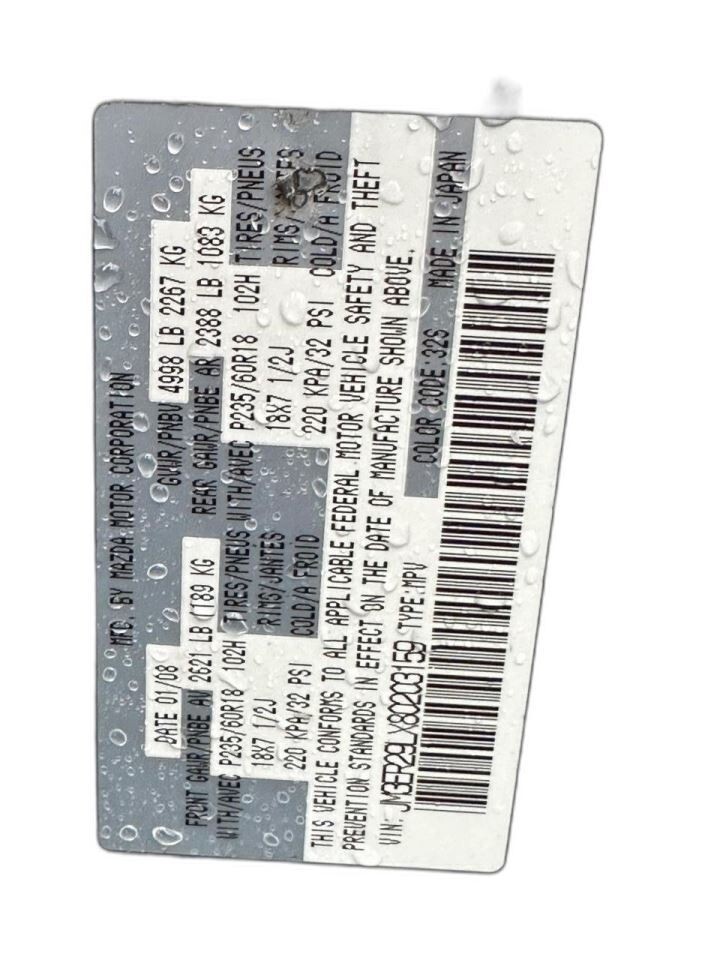 MFD. BY MAZDA MOTOR CORPORATION
DATE 01/08 GVWR/PNBV 4998 LB 2267 KG
FRONT GAWR/PNBE AV 2621 LB 1189 KG REAR GAWR/PNBE AR 2388 LB 1083 KG
WITH/AVEC P235/60R18 102H TIRES/PNEUS WITH/AVEC P235/60R18 102H TIRES/PNEUS
18X7 1/2J RIMS/JANTES 18X7 1/2J RIMS/
220 KPA/32 PSI COLD/A FROID 220 KPA/32 PSI COLD/A FROID
THIS VEHICLE CONFORMS TO ALL APPLICABLE FEDERAL MOTOR VEHICLE SAFETY AND THEFT
PREVENTION STANDARDS IN EFFECT ON THE DATE OF MANUFACTURE SHOWN ABOVE.
VIN: JM3ER29LX80203159 TYPE:MPV COLOR CODE:32S MADE IN JAPAN